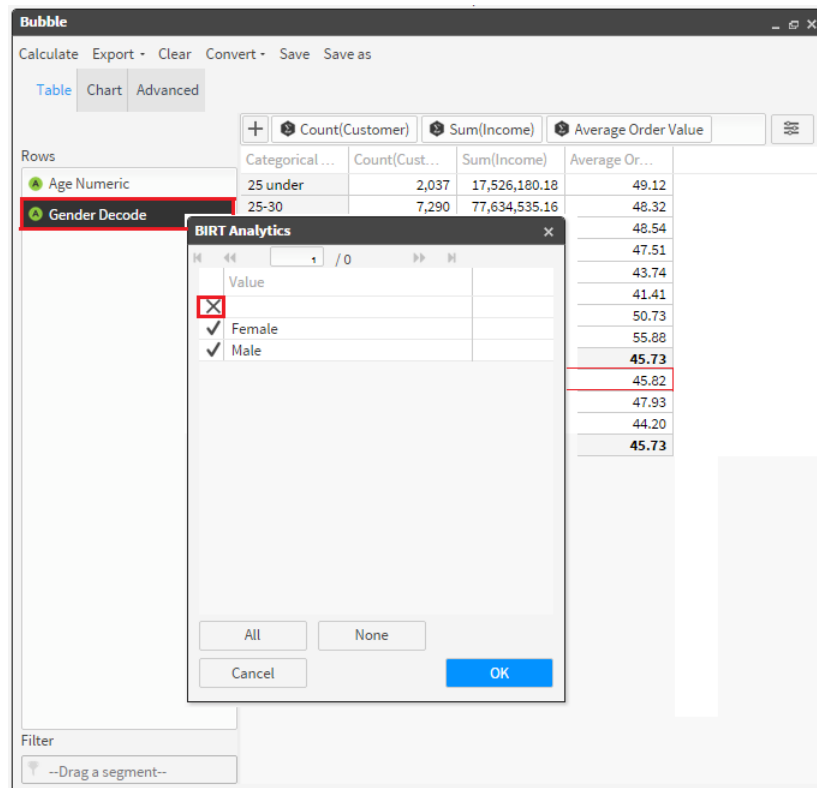 Bubble
Calculate Export Clear Convert Save Save as
Table Chart Advanced
Count(Customer) Sum(Income) Average Order Value
Rows
Categorical ... Count(Cust... Sum(Income) Average Or...
Age Numeric
25 under 2,037 17,526,180.18 49.12
Gender Decode
25-30 7,290 77,634,535.16 48.32
BIRT Analytics
48.54
47.51
1 / 0
Value
43.74
41.41
50.73
Female
55.88
Male
45.73
45.82
47.93
44.20
45.73
All None
Cancel OK
Filter
--Drag a segment--